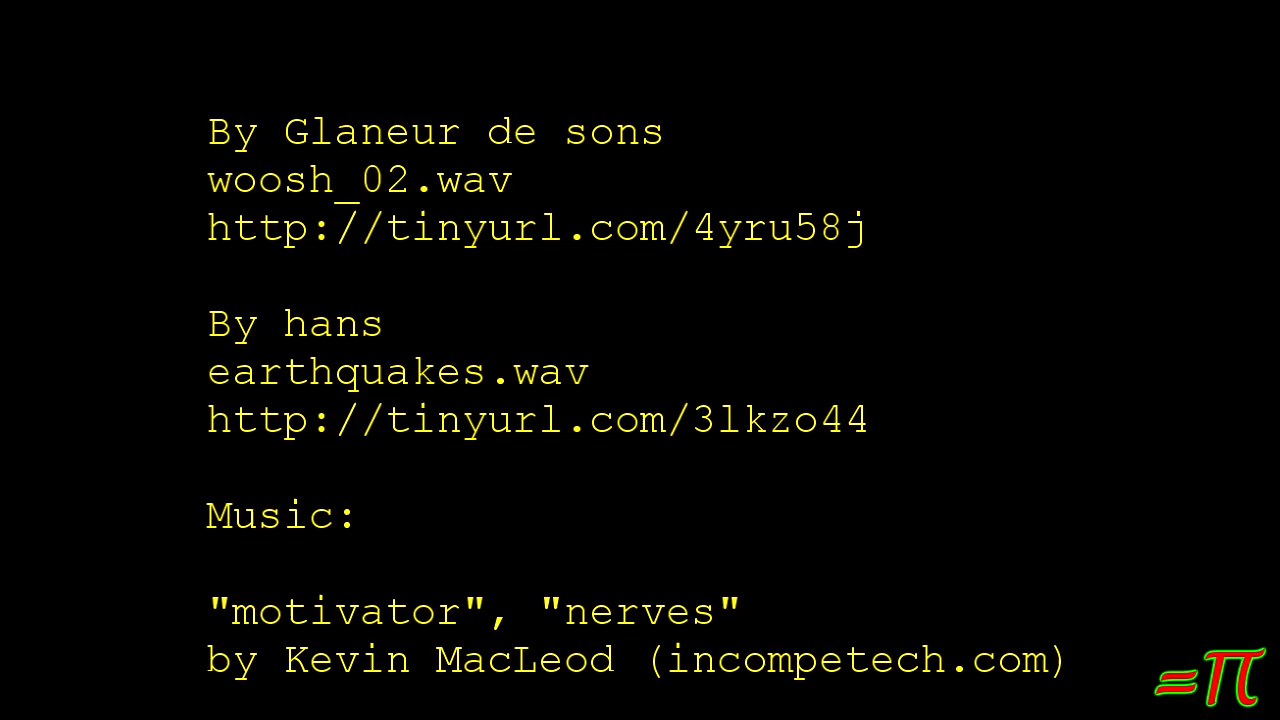 By Glaneur de sons
woosh_02.wav
http://tinyurl.com/4yru58j
By hans
earthquakes.wav
http://tinyurl.com/3lkzo44
Music:
"motivator", "nerves"
by Kevin MacLeod (incompetech.com)
=π